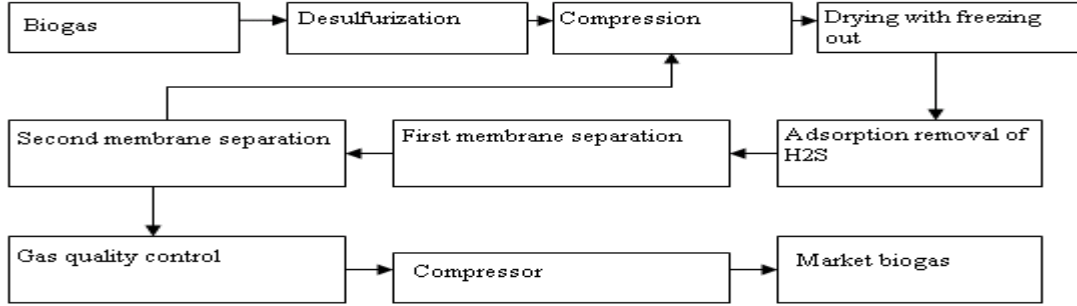 Biogas
Desulfurization
Compression
Drying with freezing
out
Second membrane separation
First membrane separation
Adsorption removal of
H2S
Gas quality control
Compressor
Market biogas